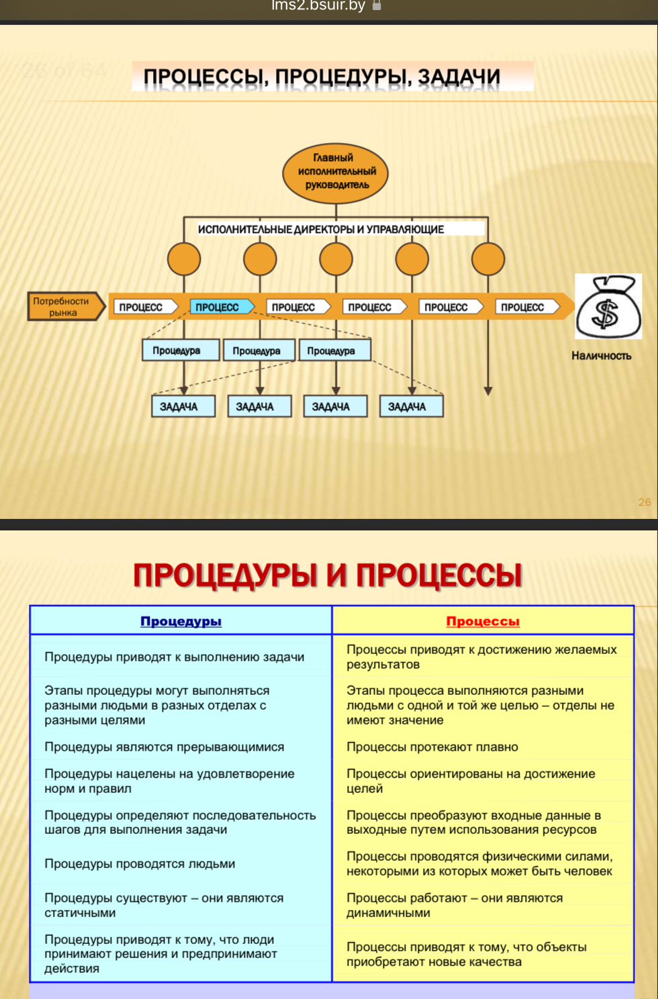 lms2.bsuir.by
26 of 64
ПРОЦЕССЫ, ПРОЦЕДУРЫ, ЗАДАЧИ
Главный
исполнительный
руководитель
ИСПОЛНИТЕЛЬНЫЕ ДИРЕКТОРЫ И УПРАВЛЯЮЩИЕ
Потребности
рынка
ПРОЦЕСС
ПРОЦЕСС
ПРОЦЕСС
ПРОЦЕСС
ПРОЦЕСС
ПРОЦЕСС
$
Наличность
Процедура
Процедура
Процедура
ЗАДАЧА
ЗАДАЧА
ЗАДАЧА
ЗАДАЧА
26
ПРОЦЕДУРЫ И ПРОЦЕССЫ
Процедуры
Процессы
Процедуры приводят к выполнению задачи
Процессы приводят к достижению желаемых
результатов
Этапы процедуры могут выполняться
разными людьми в разных отделах с
разными целями
Этапы процесса выполняются разными
людьми с одной и той же целью – отделы не
имеют значение
Процедуры являются прерывающимися
Процессы протекают плавно
Процедуры нацелены на удовлетворение
норм и правил
Процессы ориентированы на достижение
целей
Процедуры определяют последовательность
шагов для выполнения задачи
Процессы преобразуют входные данные в
выходные путем использования ресурсов
Процедуры проводятся людьми
Процессы проводятся физическими силами,
некоторыми из которых может быть человек
Процедуры существуют – они являются
статичными
Процессы работают – они являются
динамичными
Процедуры приводят к тому, что люди
принимают решения и предпринимают
действия
Процессы приводят к тому, что объекты
приобретают новые качества